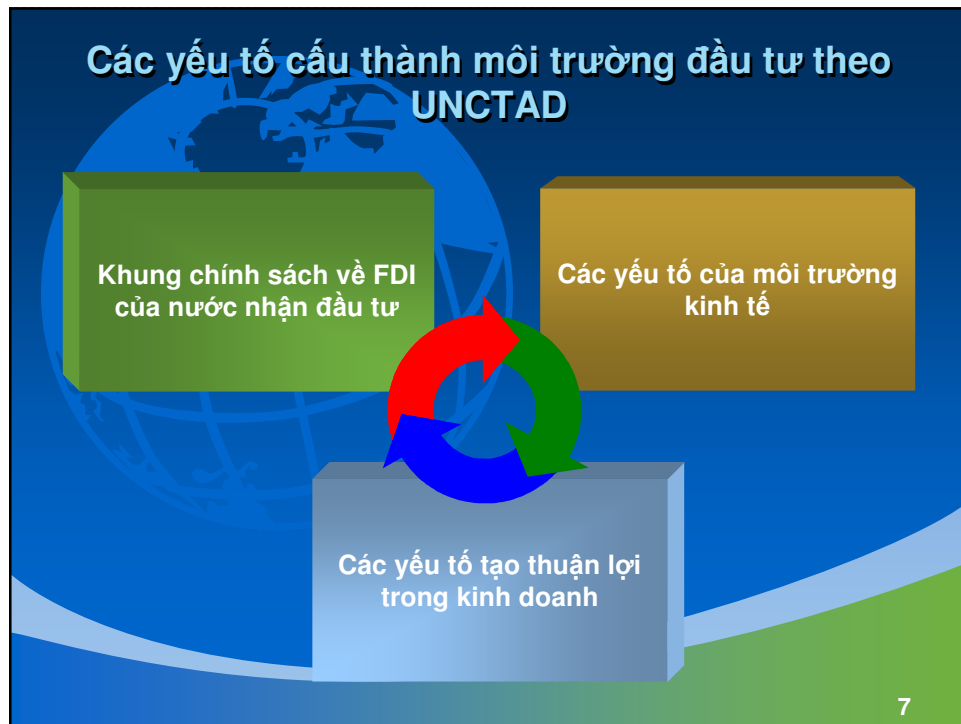 Các yếu tố cấu thành môi trường đầu tư theo
UNCTAD
Khung chính sách về FDI
của nước nhận đầu tư
Các yếu tố của môi trường
kinh tế
Các yếu tố tạo thuận lợi
trong kinh doanh
7